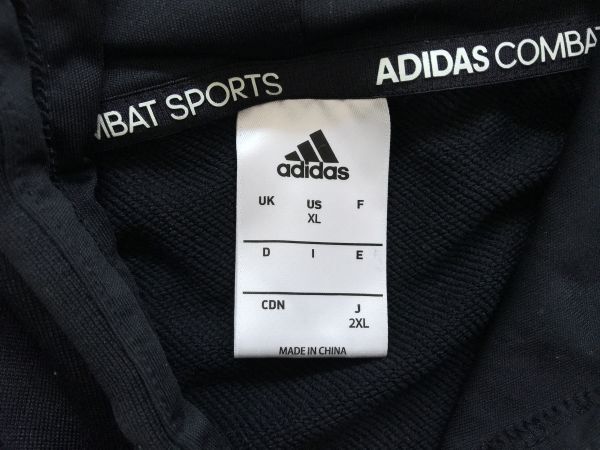 MBAT SPORTS
ADIDAS COMBAT
adidas
UK US F
XL
D I E
CDN J
2XL
MADE IN CHINA